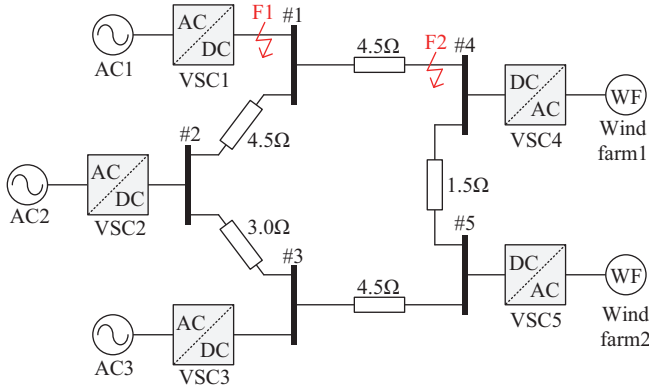 F1
#1
AC
DC
AC1
VSC1
4.5Ω
F2
#4
DC
AC
WF
VSC4
Wind
farm1
#2
4.5Ω
AC
DC
AC2
VSC2
1.5Ω
3.0Ω
#3
#5
4.5Ω
DC
AC
WF
VSC5
Wind
farm2
AC
DC
AC3
VSC3